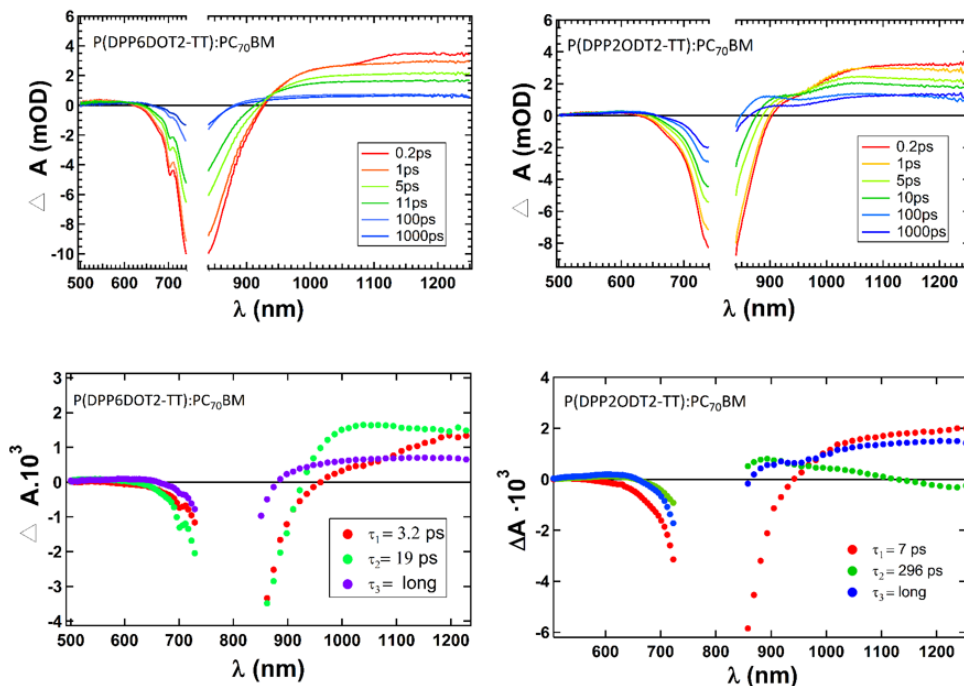 P(DPP6DOT2-TT):PC70BM
△ A (mOD)
6
4
2
0
-2
-4
-6
-8
-10
500 600 700 900 1000 1100 1200
λ (nm)
0.2ps
1ps
5ps
11ps
100ps
1000ps
P(DPP2ODT2-TT):PC70BM
△ A (mOD)
6
4
2
0
-2
-4
-6
-8
500 600 700 900 1000 1100 1200
λ (nm)
0.2ps
1ps
5ps
10ps
100ps
1000ps
P(DPP6DOT2-TT):PC70BM
△ A.10³
3
2
1
0
-1
-2
-3
-4
500 600 700 800 900 1000 1100 1200
λ (nm)
τ1 = 3.2 ps
τ2 = 19 ps
τ3 = long
P(DPP2ODT2-TT):PC70BM
ΔA ·10³
4
2
0
-2
-4
-6
600 700 800 900 1000 1100 1200
λ (nm)
τ1 = 7 ps
τ2 = 296 ps
τ3 = long